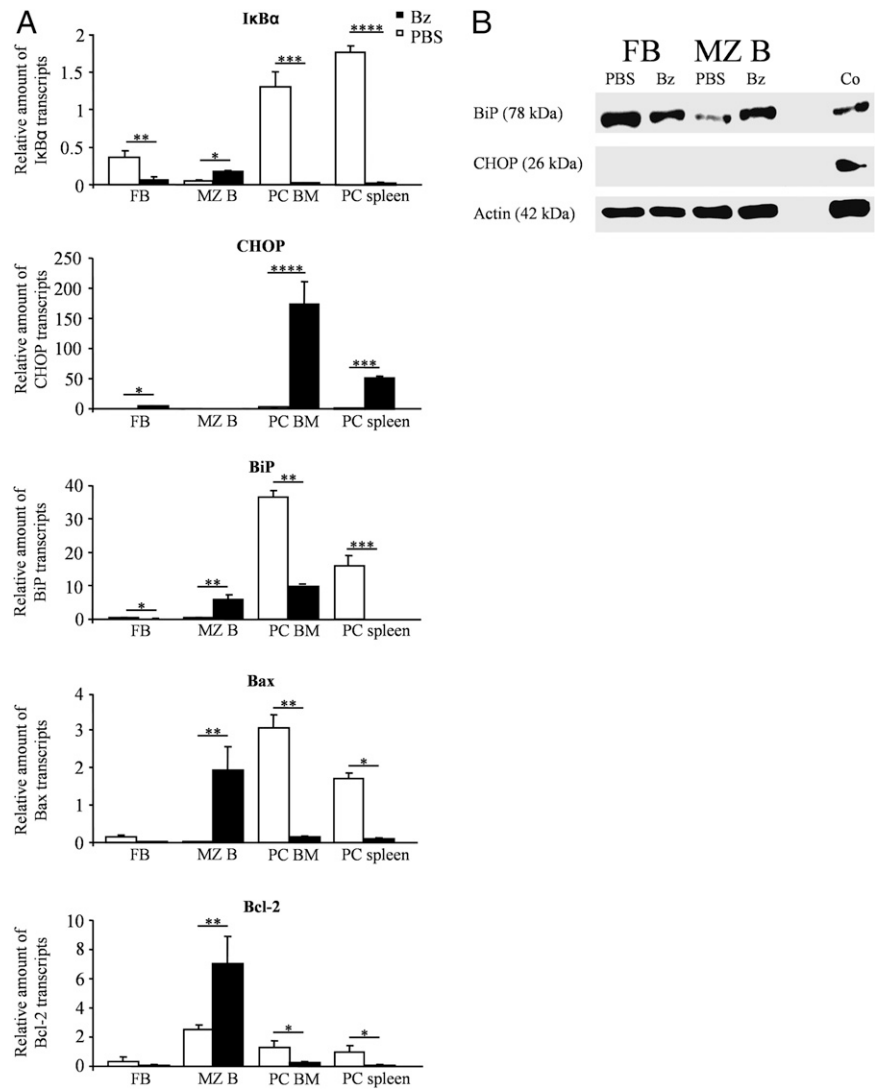 A
IκBα
Bz
PBS
Relative amount of
IκBα transcripts
2
1.5
1
0.5
0
**
*
***
****
FB
MZ B
PC BM
PC spleen
CHOP
Relative amount of
CHOP transcripts
250
200
150
100
50
0
*
****
***
FB
MZ B
PC BM
PC spleen
BiP
Relative amount of
BiP transcripts
40
30
20
10
0
*
**
**
***
FB
MZ B
PC BM
PC spleen
Bax
Relative amount of
Bax transcripts
4
3
2
1
0
**
**
*
FB
MZ B
PC BM
PC spleen
Bcl-2
Relative amount of
Bcl-2 transcripts
10
8
6
4
2
0
**
*
*
FB
MZ B
PC BM
PC spleen
B
FB MZ B
PBS Bz PBS Bz Co
BiP (78 kDa)
CHOP (26 kDa)
Actin (42 kDa)